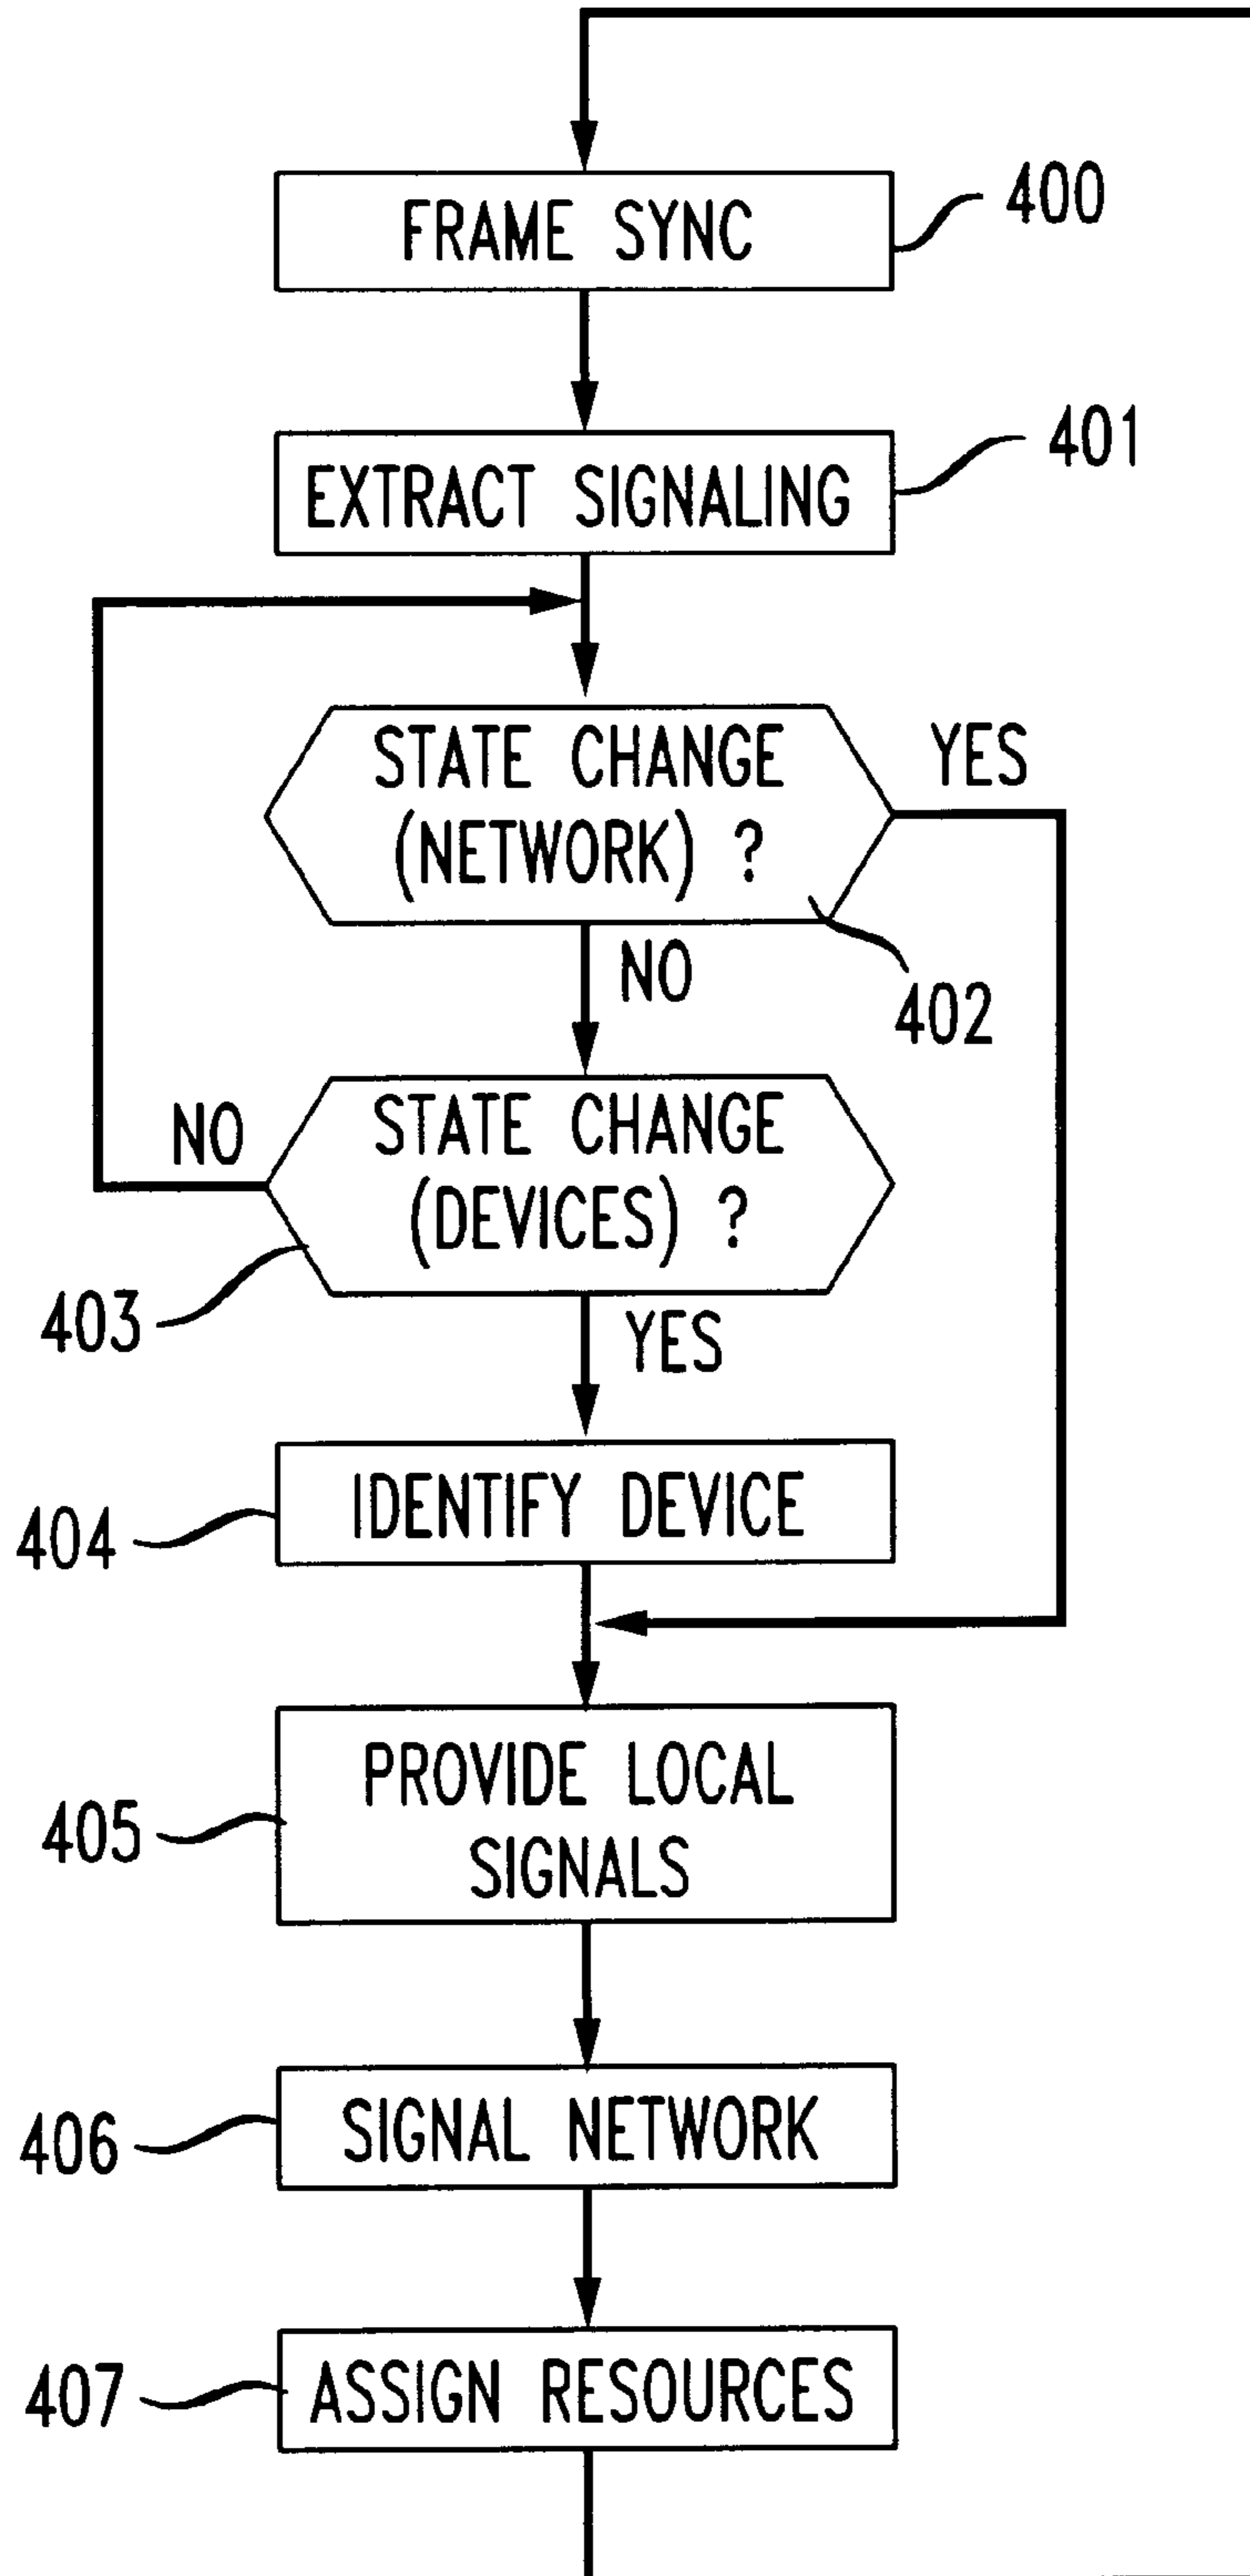 FRAME SYNC
400
EXTRACT SIGNALING
401
STATE CHANGE
(NETWORK) ?
YES
402
NO
STATE CHANGE
(DEVICES) ?
NO
403
YES
IDENTIFY DEVICE
404
PROVIDE LOCAL
SIGNALS
405
SIGNAL NETWORK
406
ASSIGN RESOURCES
407